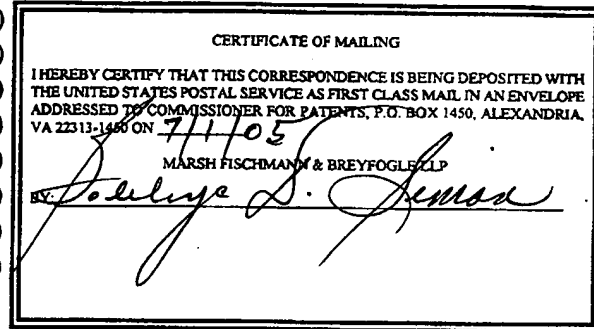 CERTIFICATE OF MAILING
I HEREBY CERTIFY THAT THIS CORRESPONDENCE IS BEING DEPOSITED WITH
THE UNITED STATES POSTAL SERVICE AS FIRST CLASS MAIL IN AN ENVELOPE
ADDRESSED TO COMMISSIONER FOR PATENTS, P.O. BOX 1450, ALEXANDRIA,
VA 22313-1450 ON 7/1/05
MARSH FISCHMANN & BREYFOGLE LLP
BY: